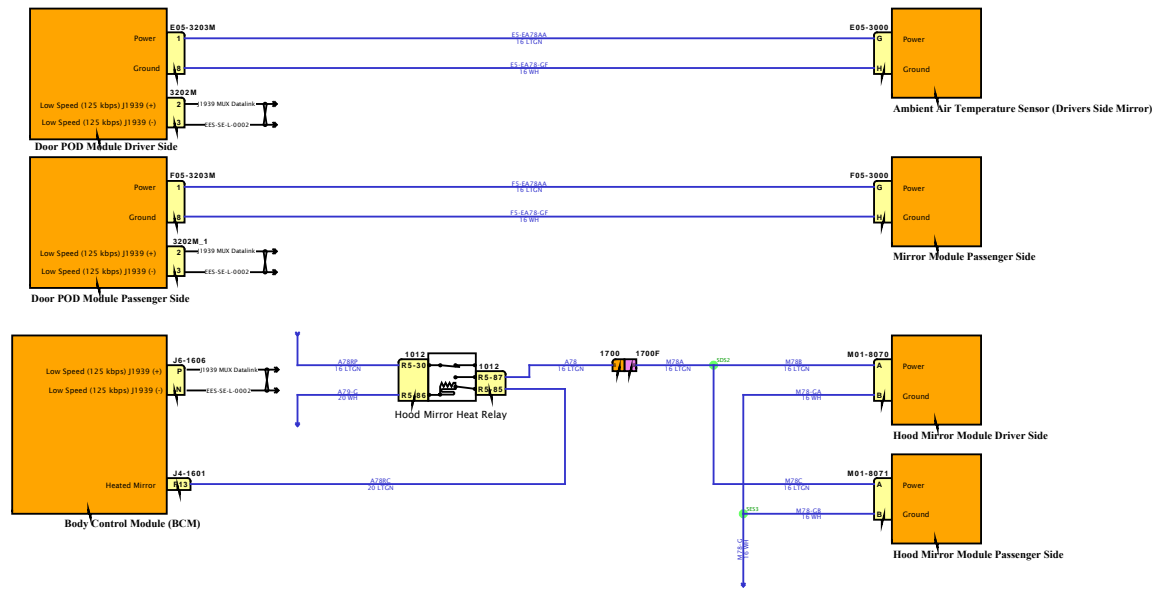 E05-3203M
E05-3000
Power
1
E5-EA78AA
16 LTGN
G
Power
Ground
8
E5-EA78-GF
16 WH
H
Ground
3202M
Low Speed (125 kbps) J1939 (+)
2
J1939 MUX Datalink
Low Speed (125 kbps) J1939 (-)
3
EES-SE-L-0002
Ambient Air Temperature Sensor (Drivers Side Mirror)
Door POD Module Driver Side
F05-3203M
F05-3000
Power
1
F5-EA78AA
16 LTGN
G
Power
Ground
8
F5-EA78-GF
16 WH
H
Ground
3202M_1
Low Speed (125 kbps) J1939 (+)
2
J1939 MUX Datalink
Low Speed (125 kbps) J1939 (-)
3
EES-SE-L-0002
Mirror Module Passenger Side
Door POD Module Passenger Side
J6-1606
1012
1700
1700F
M01-8070
Low Speed (125 kbps) J1939 (+)
P
J1939 MUX Datalink
A78RP
16 LTGN
R5-30
1012
R5-87
A78
16 LTGN
M78A
16 LTGN
SDS2
M78B
16 LTGN
A
Power
Low Speed (125 kbps) J1939 (-)
N
EES-SE-L-0002
A79-G
20 WH
R5-86
R5-85
M78-GA
16 WH
B
Ground
Hood Mirror Heat Relay
Hood Mirror Module Driver Side
J4-1601
M01-8071
Heated Mirror
F13
A78RC
20 LTGN
M78C
16 LTGN
A
Power
SES3
M78-GB
16 WH
B
Ground
Body Control Module (BCM)
M78-G
16 WH
Hood Mirror Module Passenger Side